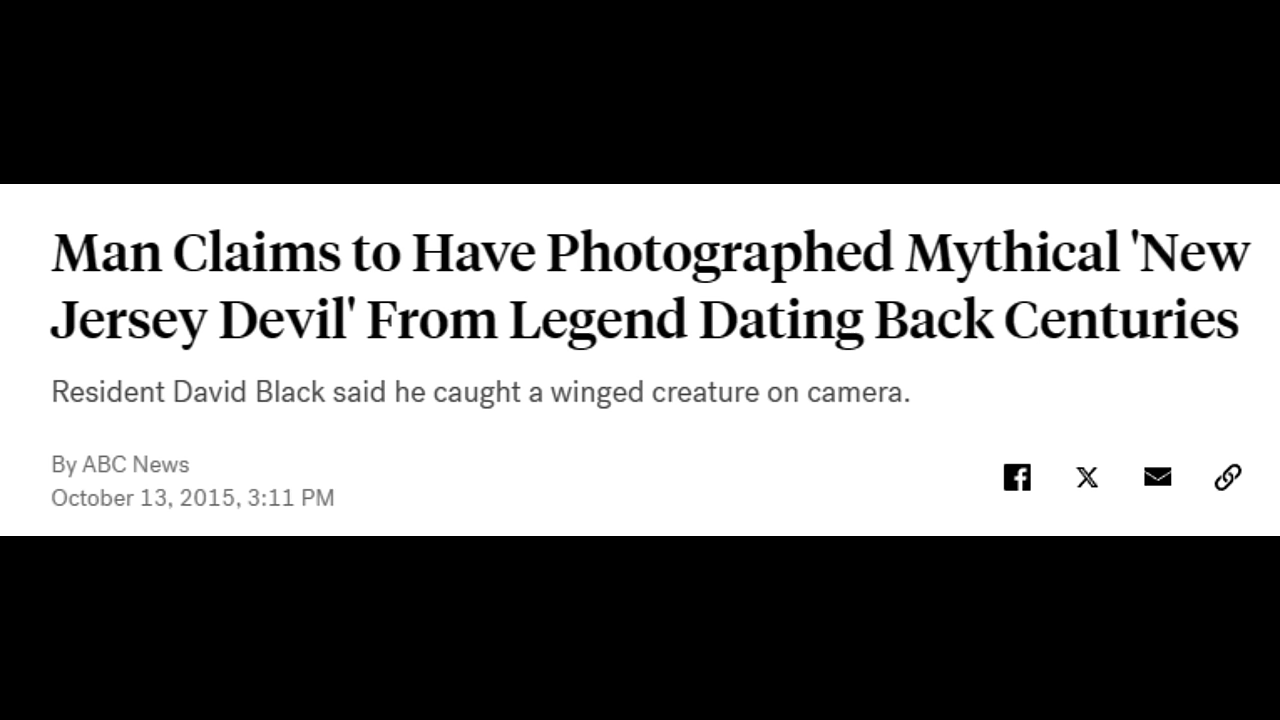 Man Claims to Have Photographed Mythical 'New
Jersey Devil' From Legend Dating Back Centuries
Resident David Black said he caught a winged creature on camera.
By ABC News
October 13, 2015, 3:11 PM